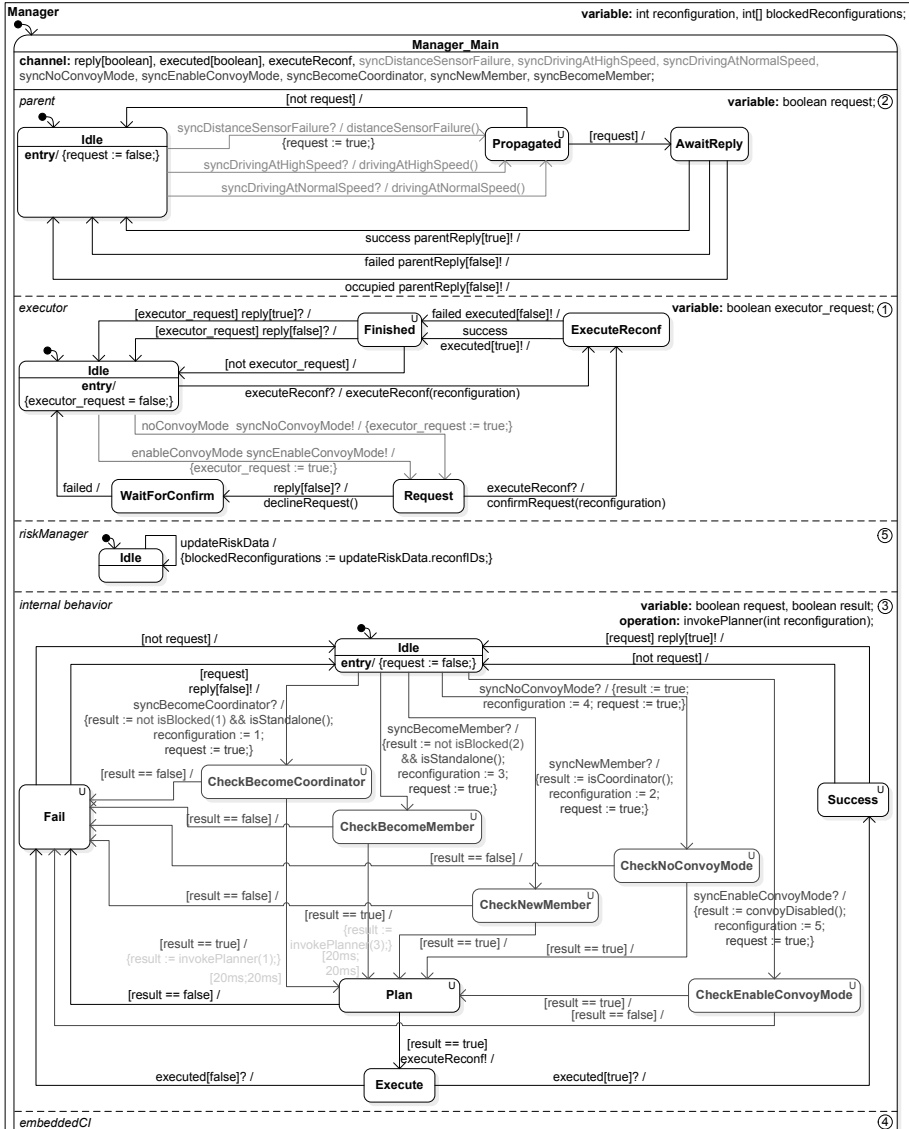 Manager
variable: int reconfiguration, int[] blockedReconfigurations;
Manager_Main
channel: reply[boolean], executed[boolean], executeReconf, syncDistanceSensorFailure, syncDrivingAtHighSpeed, syncDrivingAtNormalSpeed,
syncNoConvoyMode, syncEnableConvoyMode, syncBecomeCoordinator, syncNewMember, syncBecomeMember;
parent
[not request] /
variable: boolean request; 2
Idle
entry/ {request := false;}
syncDistanceSensorFailure? / distanceSensorFailure()
{request := true;}
U
Propagated
[request] /
AwaitReply
syncDrivingAtHighSpeed? / drivingAtHighSpeed()
syncDrivingAtNormalSpeed? / drivingAtNormalSpeed()
success parentReply[true]! /
failed parentReply[false]! /
occupied parentReply[false]! /
executor
[executor_request] reply[true]? /
[executor_request] reply[false]? /
U
Finished
failed executed[false]! /
success
executed[true]! /
ExecuteReconf
variable: boolean executor_request; 1
[not executor_request] /
Idle
entry/
{executor_request = false;}
executeReconf? / executeReconf(reconfiguration)
noConvoyMode syncNoConvoyMode! / {executor_request := true;}
enableConvoyMode syncEnableConvoyMode! /
{executor_request := true;}
failed /
WaitForConfirm
reply[false]? /
declineRequest()
Request
executeReconf? /
confirmRequest(reconfiguration)
riskManager
5
Idle
updateRiskData /
{blockedReconfigurations := updateRiskData.reconfIDs;}
internal behavior
variable: boolean request, boolean result; 3
operation: invokePlanner(int reconfiguration);
[not request] /
Idle
entry/ {request := false;}
[request] reply[true]! /
[not request] /
[request]
reply[false]! /
syncBecomeCoordinator? /
{result := not isBlocked(1) && isStandalone();
reconfiguration := 1;
request := true;}
syncNoConvoyMode? / {result := true;
reconfiguration := 4; request := true;}
syncBecomeMember? /
{result := not isBlocked(2)
&& isStandalone();
reconfiguration := 3;
request := true;}
syncNewMember? /
{result := isCoordinator();
reconfiguration := 2;
request := true;}
[result == false] /
U
CheckBecomeCoordinator
U
Fail
U
Success
[result == false] /
U
CheckBecomeMember
[result == false] /
U
CheckNoConvoyMode
[result == false] /
U
CheckNewMember
syncEnableConvoyMode? /
{result := convoyDisabled();
reconfiguration := 5;
request := true;}
[result == true] /
{result :=
invokePlanner(3);}
[20ms;
20ms]
[result == true] /
{result := invokePlanner(1);}
[20ms;20ms]
[result == true] /
[result == true] /
[result == false] /
U
Plan
[result == true] /
[result == false] /
U
CheckEnableConvoyMode
[result == true]
executeReconf! /
executed[false]? /
Execute
executed[true]? /
embeddedCI
4